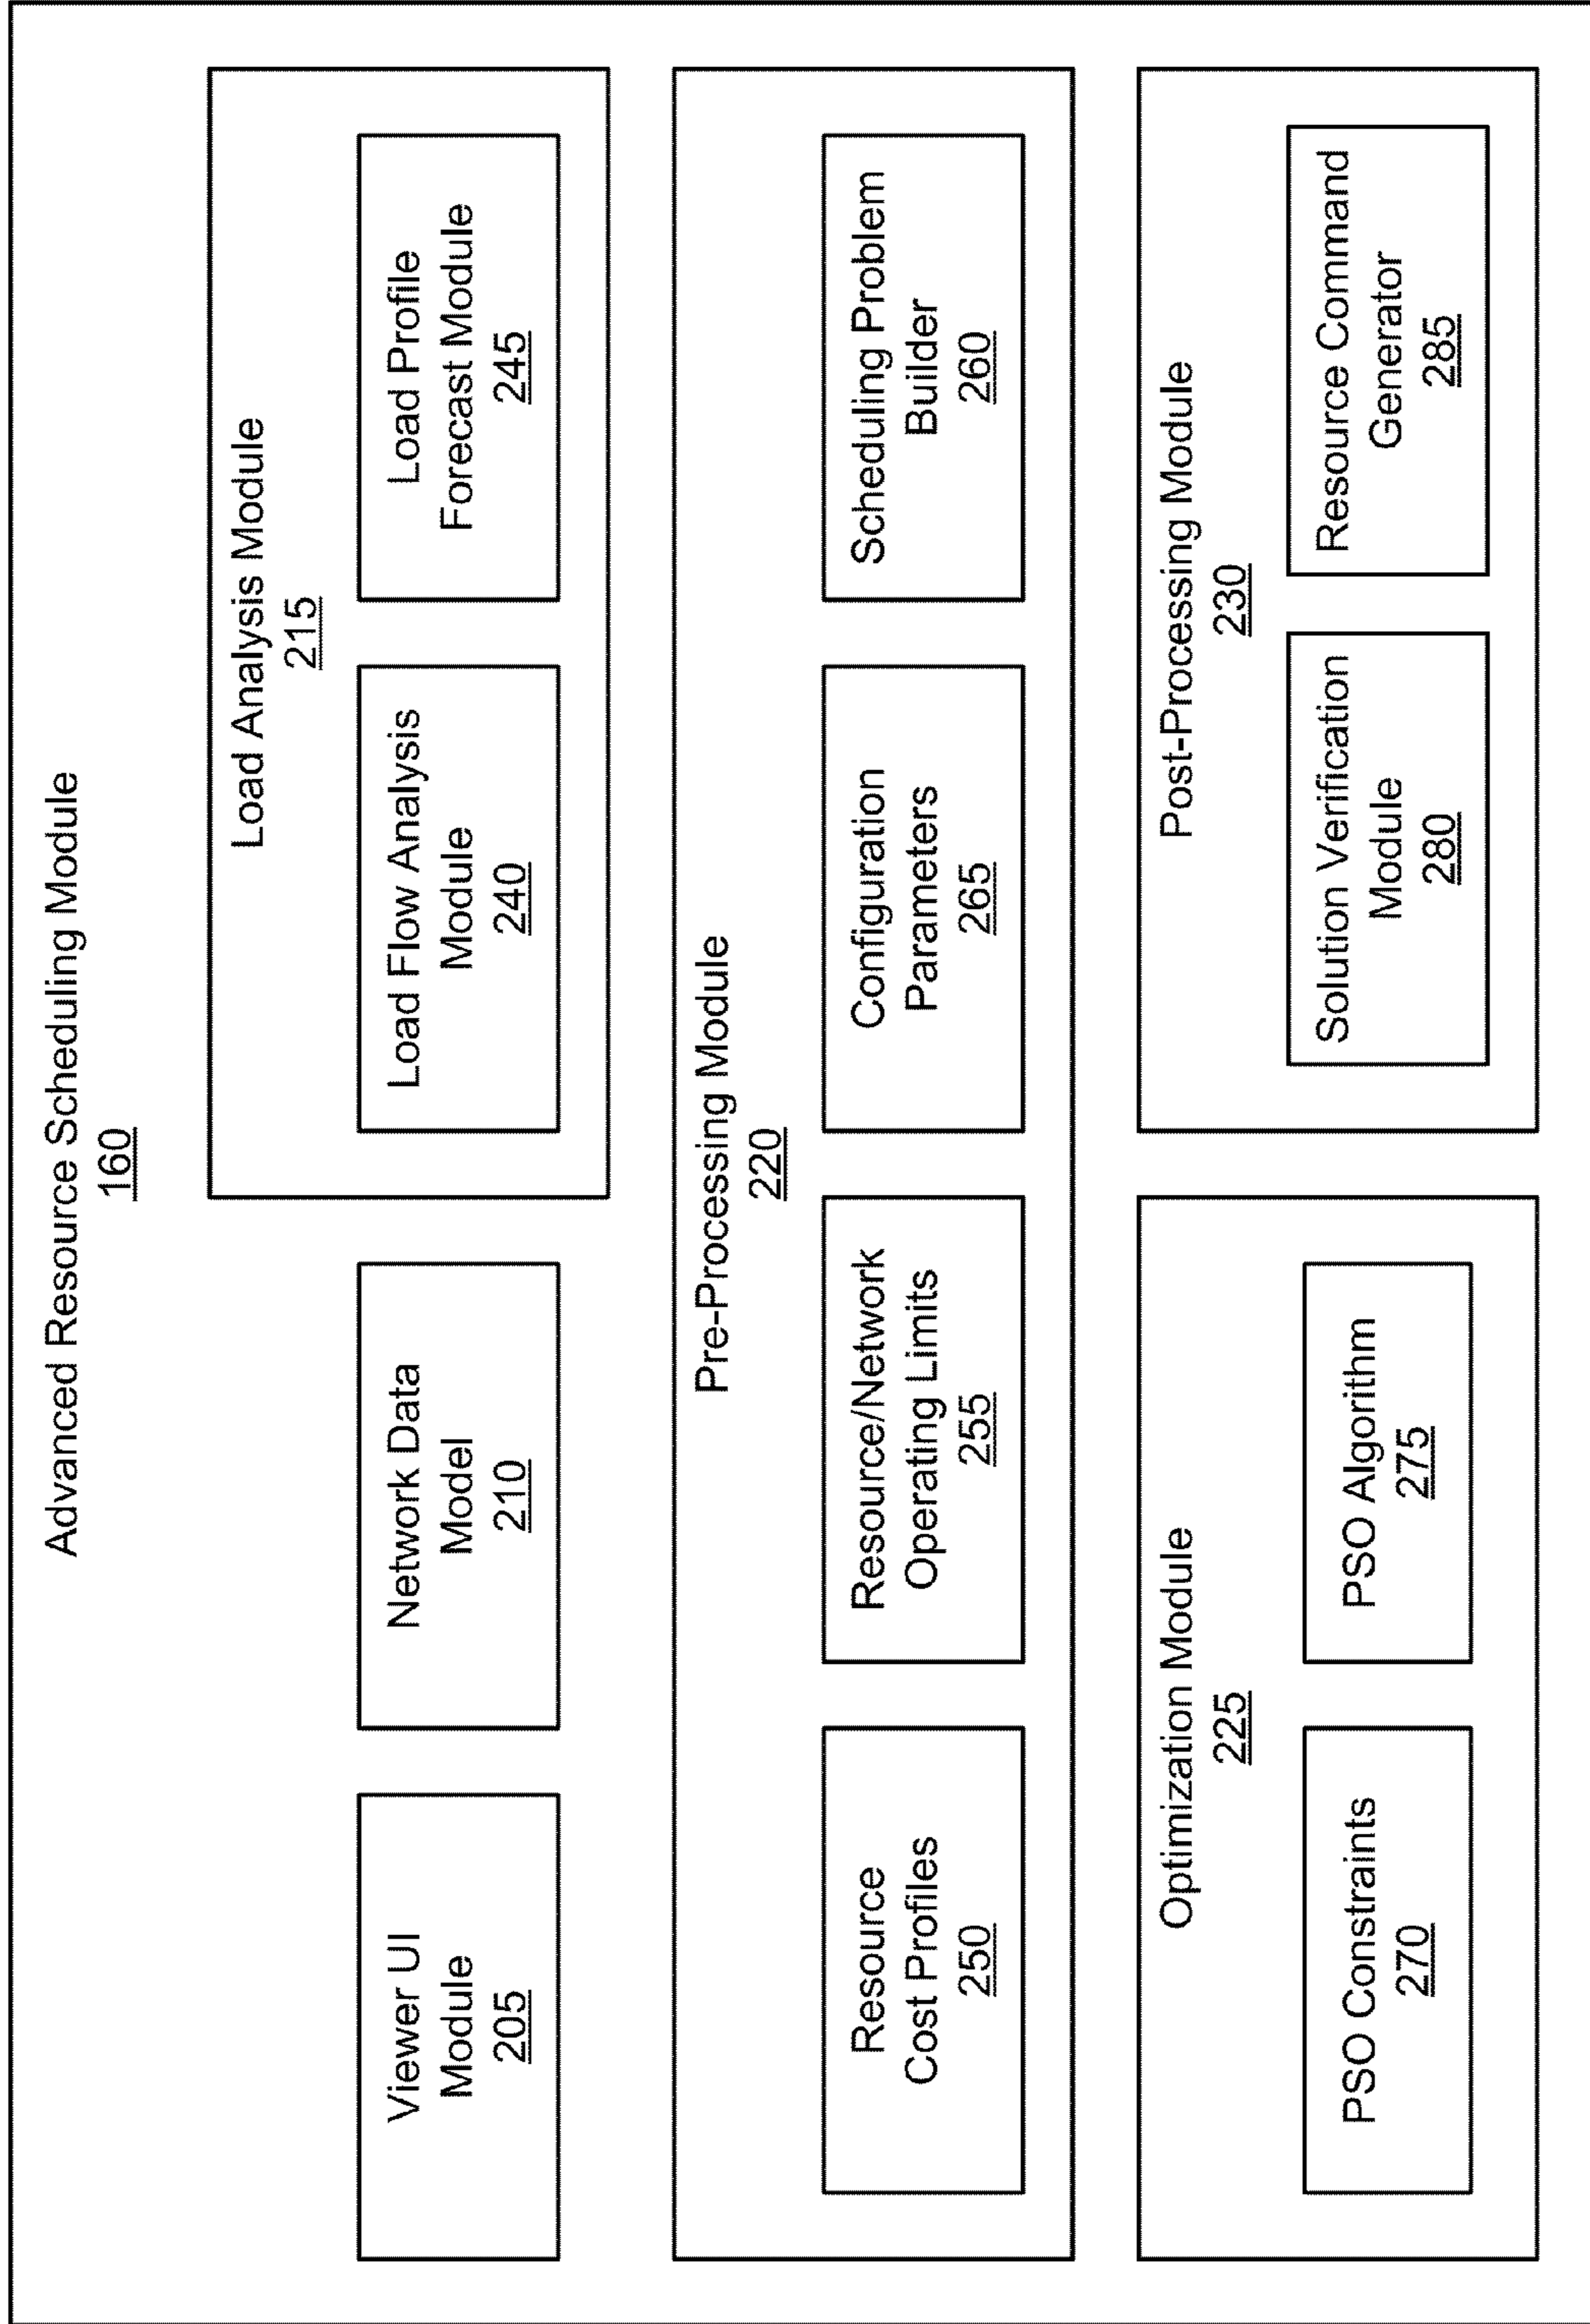 Advanced Resource Scheduling Module
160
Viewer UI
Module
205
Network Data
Model
210
Load Analysis Module
215
Load Flow Analysis
Module
240
Load Profile
Forecast Module
245
Pre-Processing Module
220
Resource
Cost Profiles
250
Resource/Network
Operating Limits
255
Configuration
Parameters
265
Scheduling Problem
Builder
260
Optimization Module
225
PSO Constraints
270
PSO Algorithm
275
Post-Processing Module
230
Solution Verification
Module
280
Resource Command
Generator
285